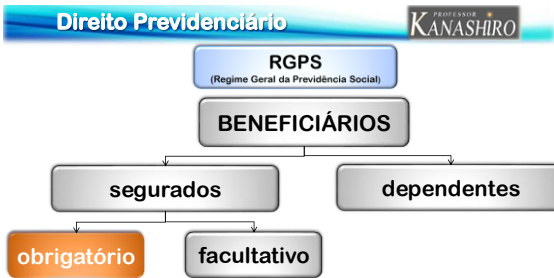 Direito Previdenciário
PROFESSOR
KANASHIRO
RGPS
(Regime Geral da Previdência Social)
BENEFICIÁRIOS
segurados
dependentes
obrigatório
facultativo